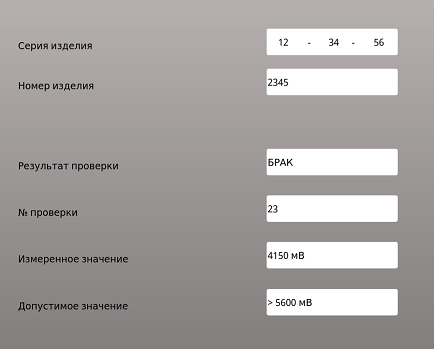 Серия изделия 12 - 34 - 56
Номер изделия 2345
Результат проверки БРАК
№ проверки 23
Измеренное значение 4150 мВ
Допустимое значение > 5600 мВ